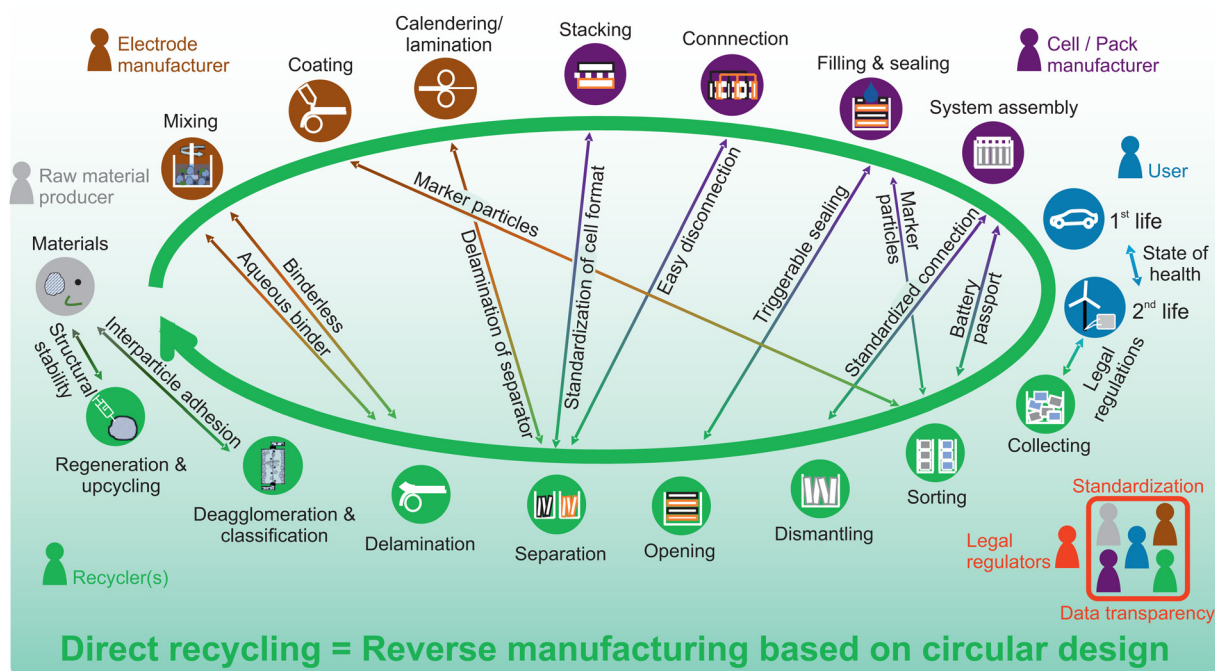 Electrode
manufacturer
Calendering/
lamination
Stacking
Connnection
Cell / Pack
manufacturer
Coating
Filling & sealing
Mixing
System assembly
Raw material
producer
User
Materials
1st life
State of
health
2nd life
Legal
regulations
Structural
stability
Interparticle adhesion
Aqueous binder
Binderless
Marker particles
Delamination of separator
Standardization of cell format
Easy disconnection
Triggerable sealing
Marker
particles
Standardized connection
Battery
passport
Collecting
Regeneration &
upcycling
Deagglomeration &
classification
Delamination
Separation
Opening
Dismantling
Sorting
Recycler(s)
Standardization
Legal
regulators
Data transparency
Direct recycling = Reverse manufacturing based on circular design